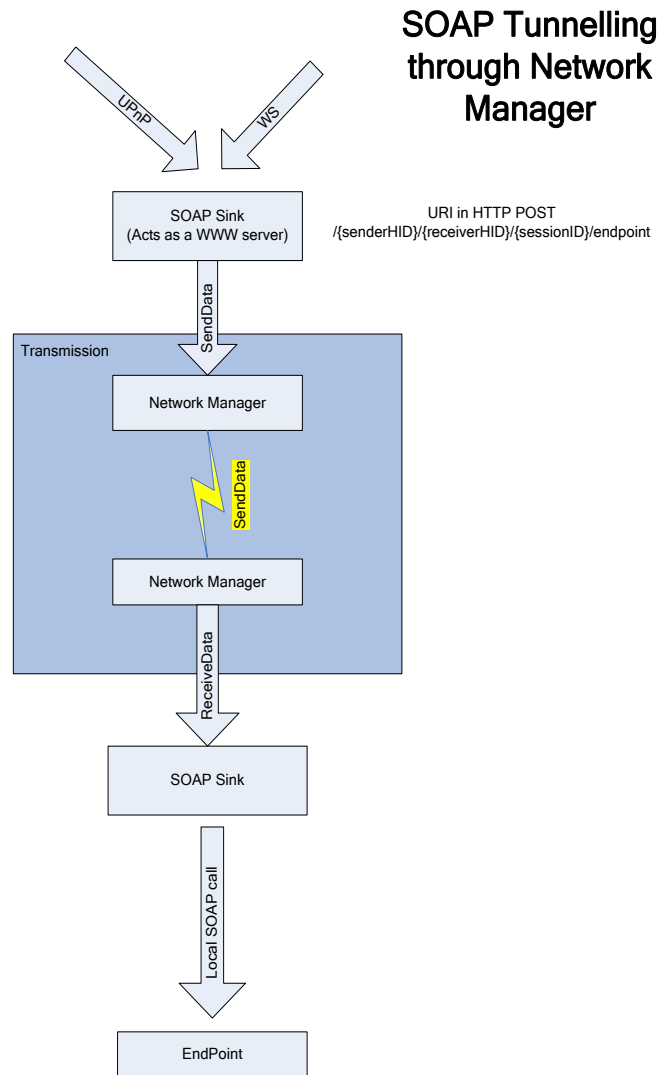 SOAP Tunnelling
through Network
Manager
UPnP
WS
SOAP Sink
(Acts as a WWW server)
URI in HTTP POST
/{senderHID}/{receiverHID}/{sessionID}/endpoint
SendData
Transmission
Network Manager
SendData
Network Manager
ReceiveData
SOAP Sink
Local SOAP call
EndPoint